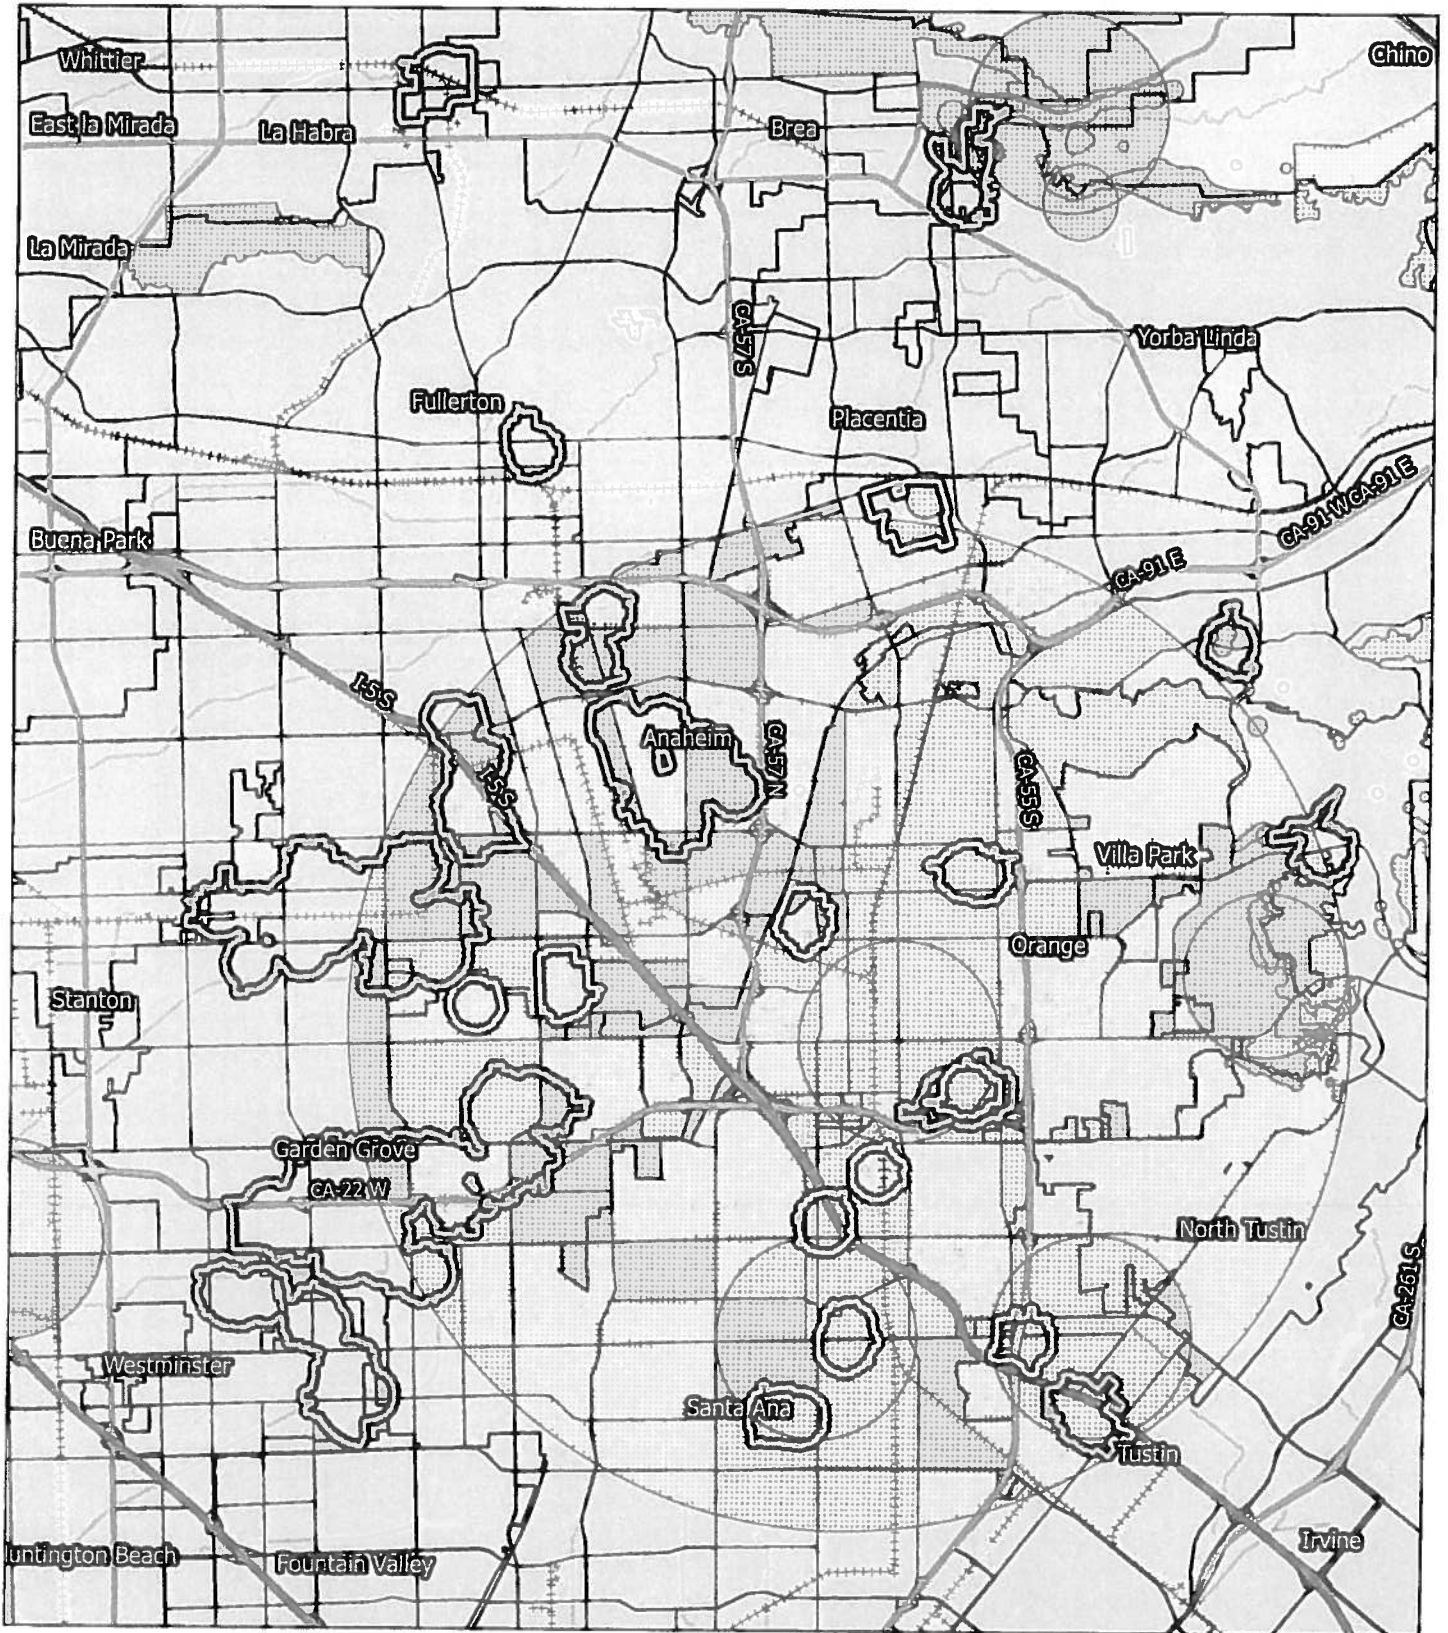 Whittier
Chino
East la Mirada
La Habra
Brea
La Mirada
CA-57 S
Yorba Linda
Fullerton
Placentia
CA-91 W
CA-91 E
Buena Park
CA-91 E
I-5 S
Anaheim
CA-57 N
I-5 S
CA-55 S
Villa Park
Orange
Stanton
Garden Grove
CA-22 W
North Tustin
CA-261 S
Westminster
Santa Ana
Tustin
Irvine
untington Beach
Fountain Valley